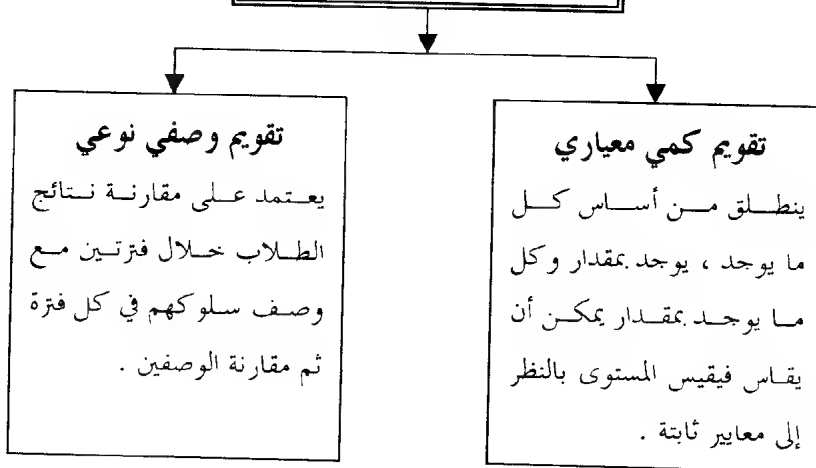 تقويم كمي معياري
ينطلق من أساس كل
ما يوجد ، يوجد بمقدار وكل
ما يوجد بمقدار يمكن أن
يقاس فيقيس المستوى بالنظر
إلى معايير ثابتة .
تقويم وصفي نوعي
يعتمد على مقارنة نتائج
الطلاب خلال فترتين مع
وصف سلوكهم في كل فترة
ثم مقارنة الوصفين .